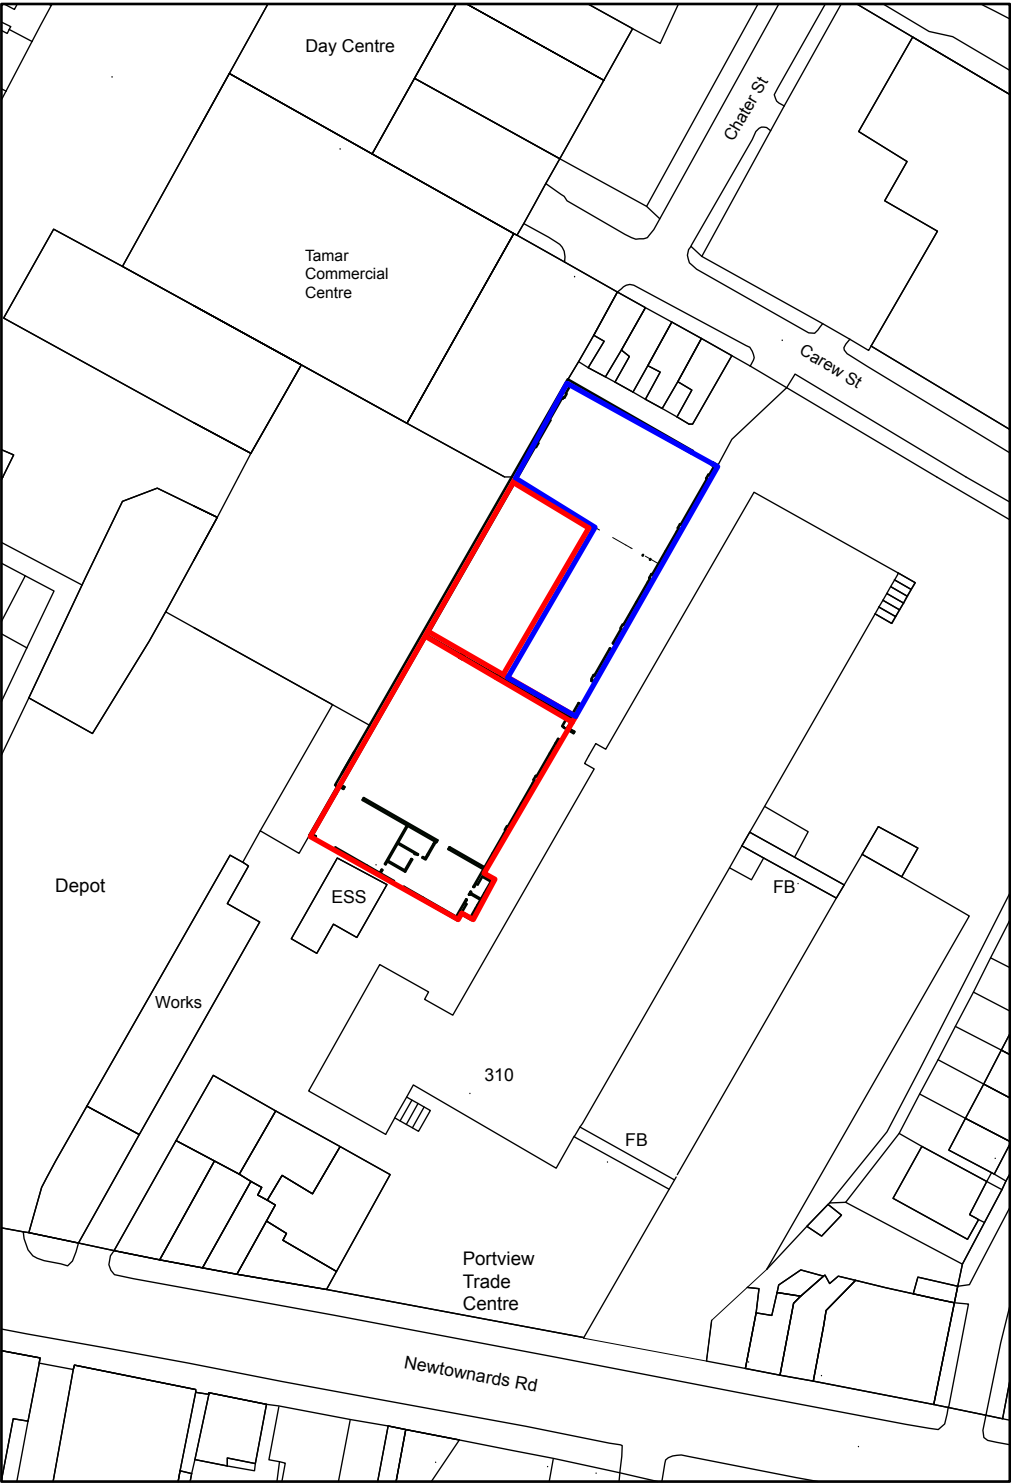 Day Centre
Chater St
Tamar
Commercial
Centre
Carew St
Depot
ESS
FB
Works
310
FB
Portview
Trade
Centre
Newtownards Rd